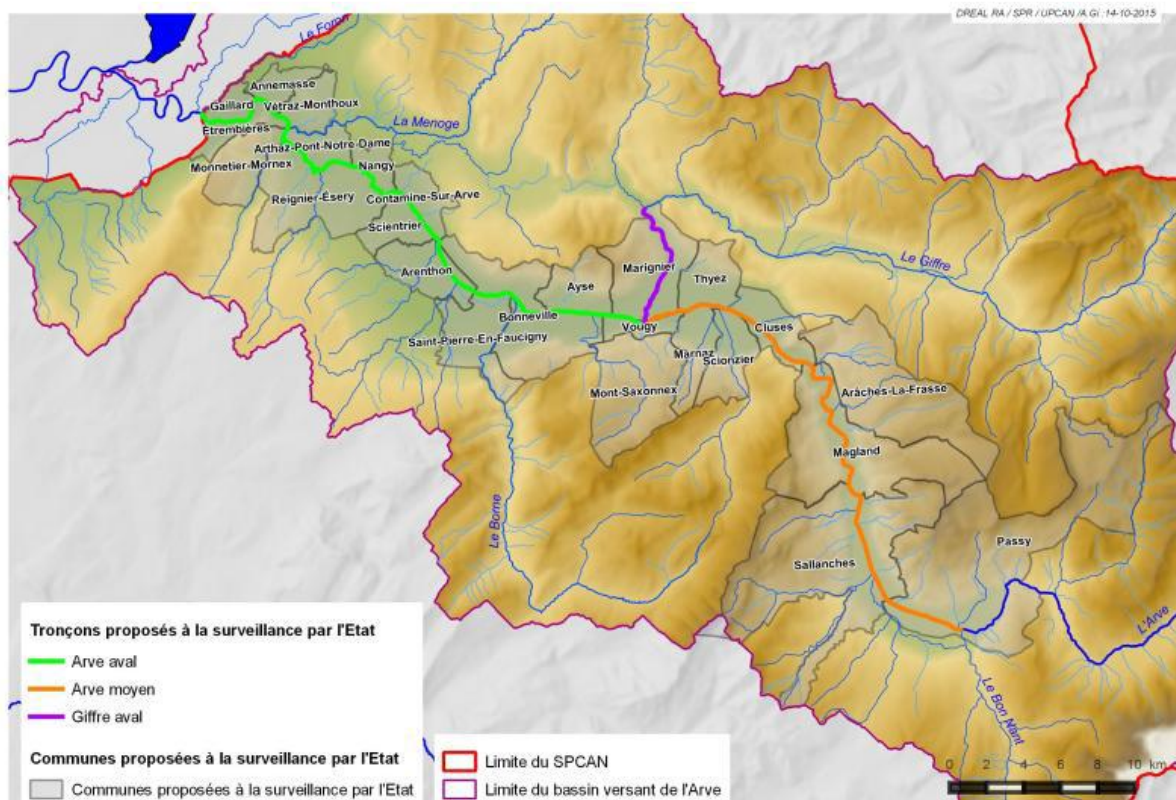 DREAL RA / SPR / UPCAN /A.Gi :14-10-2015
Le Foron
Annemasse
Gaillard
Vétraz-Monthoux
Étrembières
La Menoge
Arthaz-Pont-Notre-Dame
Monnetier-Mornex
Nangy
Reignier-Ésery
Contamine-Sur-Arve
Scientrier
Arenthon
Marignier
Thyez
Le Giffre
Ayse
Bonneville
Vougy
Cluses
Saint-Pierre-En-Faucigny
Marnaz
Scionzier
Mont-Saxonnex
Arâches-La-Frasse
Magland
Le Borne
Passy
Sallanches
L'Arve
Le Bon Nant
Tronçons proposés à la surveillance par l'Etat
Arve aval
Arve moyen
Giffre aval
Communes proposées à la surveillance par l'Etat
Communes proposées à la surveillance par l'Etat
Limite du SPCAN
Limite du bassin versant de l'Arve
0 2 4 6 8 10 km